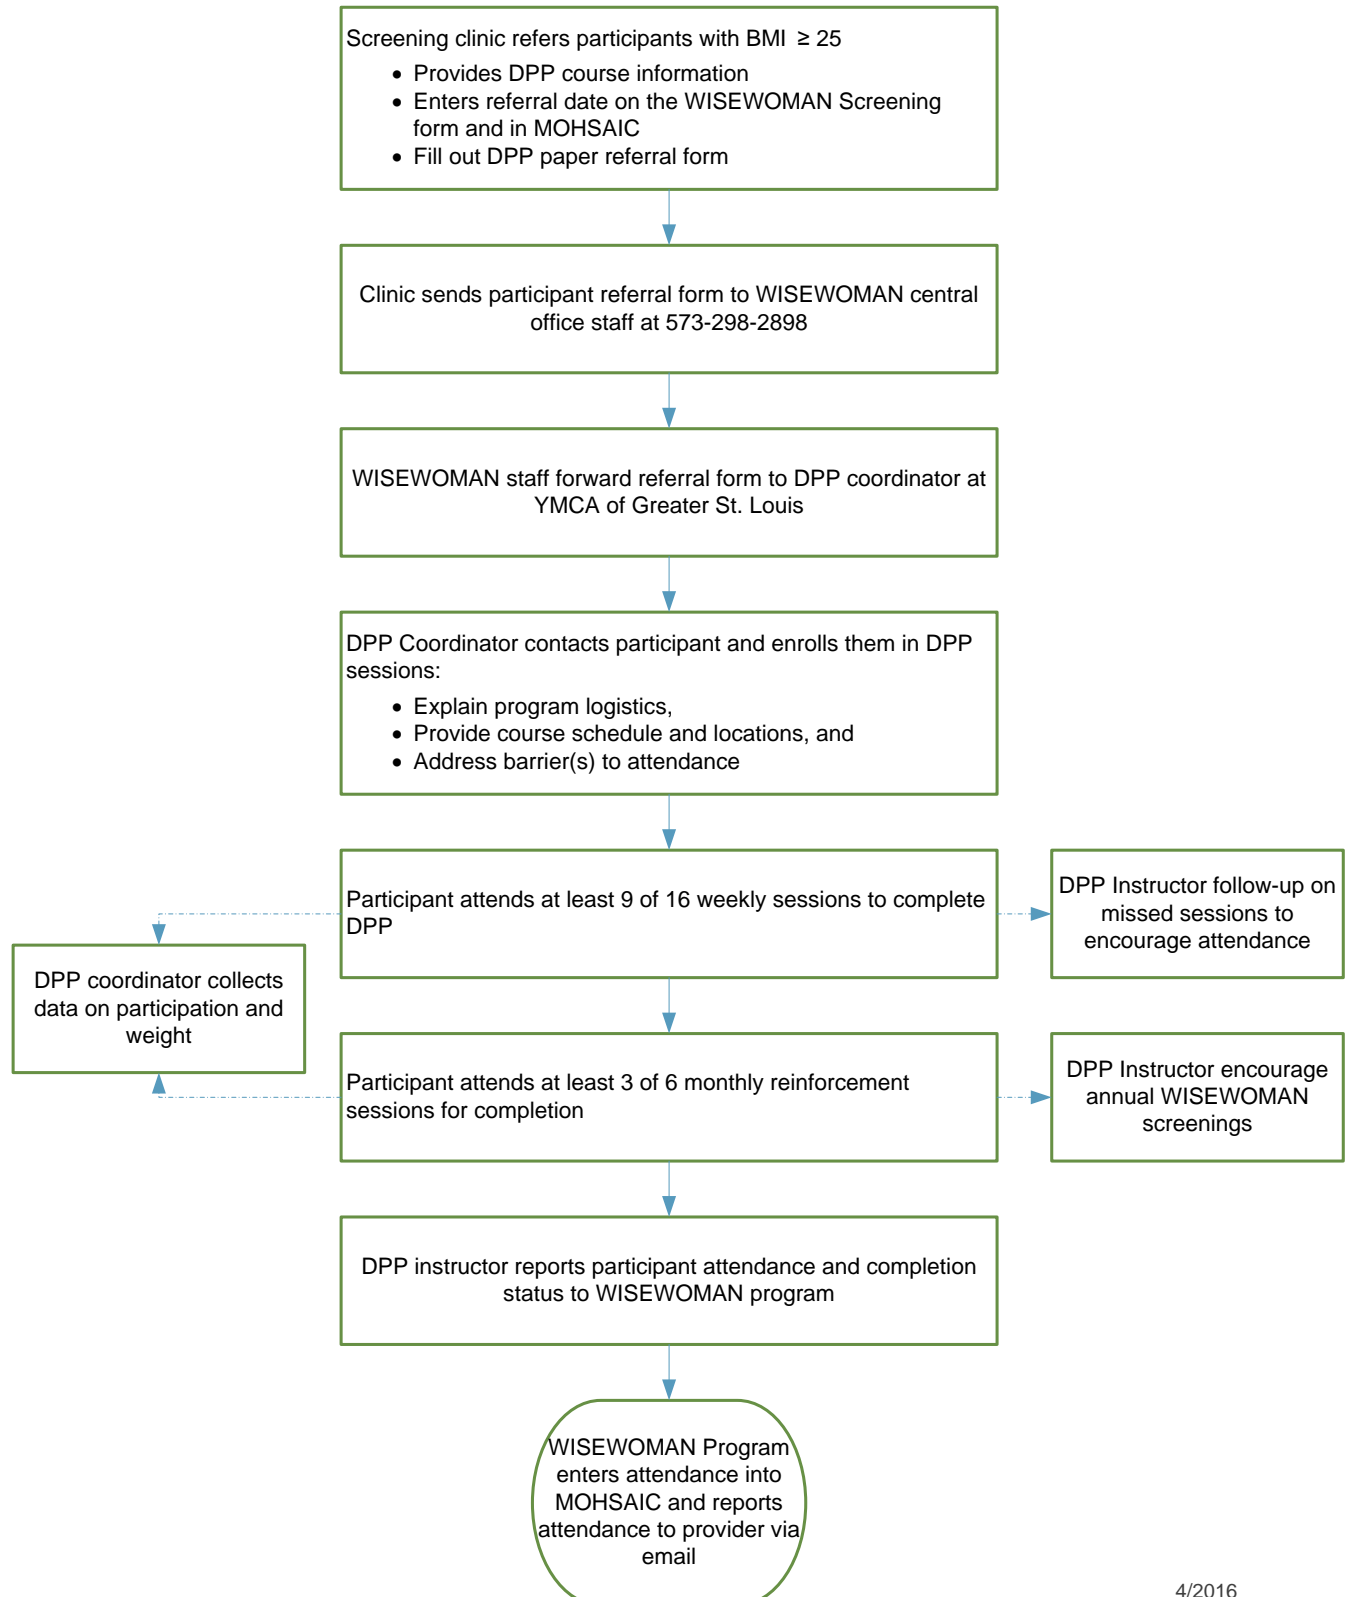 Screening clinic refers participants with BMI ≥ 25
• Provides DPP course information
• Enters referral date on the WISEWOMAN Screening
form and in MOHSAIC
• Fill out DPP paper referral form
Clinic sends participant referral form to WISEWOMAN central
office staff at 573-298-2898
WISEWOMAN staff forward referral form to DPP coordinator at
YMCA of Greater St. Louis
DPP Coordinator contacts participant and enrolls them in DPP
sessions:
• Explain program logistics,
• Provide course schedule and locations, and
• Address barrier(s) to attendance
Participant attends at least 9 of 16 weekly sessions to complete
DPP
DPP Instructor follow-up on
missed sessions to
encourage attendance
DPP coordinator collects
data on participation and
weight
Participant attends at least 3 of 6 monthly reinforcement
sessions for completion
DPP Instructor encourage
annual WISEWOMAN
screenings
DPP instructor reports participant attendance and completion
status to WISEWOMAN program
WISEWOMAN Program
enters attendance into
MOHSAIC and reports
attendance to provider via
email
4/2016